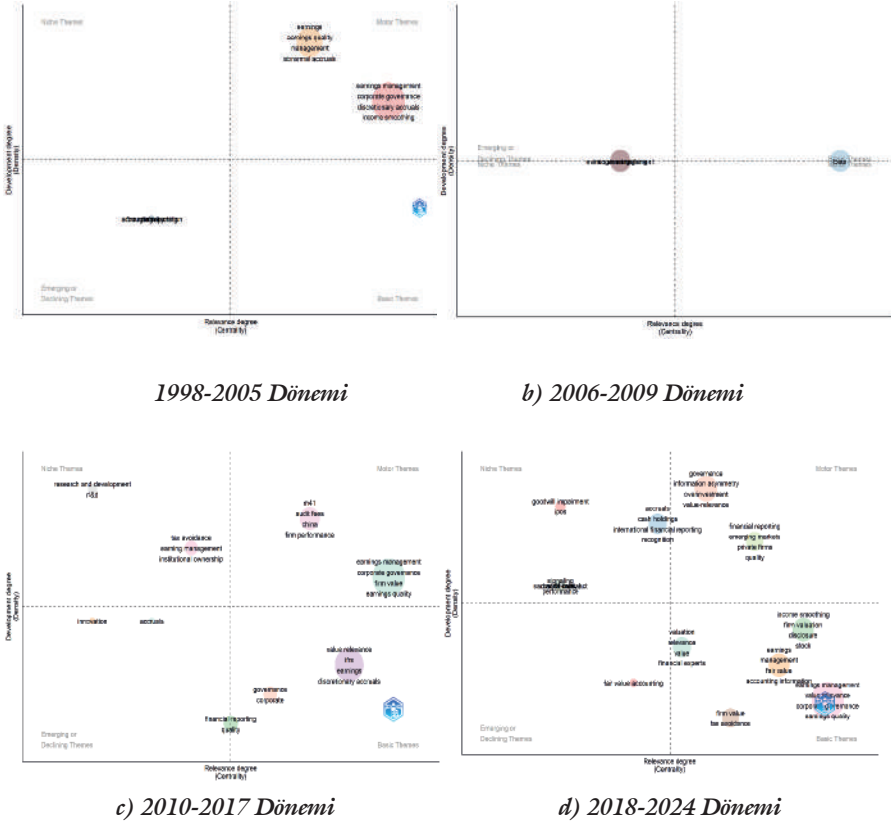 Niche Themes
Motor Themes
earnings
earnings quality
management
abnormal accruals
earnings management
corporate governance
discretionary accruals
income smoothing
Development degree
(Density)
Emerging or
Declining Themes
Basic Themes
Relevance degree
(Centrality)
1998-2005 Dönemi
Emerging or
Declining Themes
Niche Themes
Development degree
(Density)
Relevance degree
(Centrality)
b) 2006-2009 Dönemi
Niche Themes
Motor Themes
research and development
r&d
tax avoidance
earning management
institutional ownership
m41
audit fees
china
firm performance
earnings management
corporate governance
firm value
earnings quality
innovation
accruals
value relevance
ifrs
earnings
discretionary accruals
governance
corporate
financial reporting
quality
Development degree
(Density)
Emerging or
Declining Themes
Basic Themes
Relevance degree
(Centrality)
c) 2010-2017 Dönemi
Niche Themes
Motor Themes
governance
information asymmetry
overinvestment
value-relevance
goodwill impairment
ipos
accruals
cash holdings
international financial reporting
recognition
financial reporting
emerging markets
private firms
quality
signaling
performance
income smoothing
firm valuation
disclosure
stock
valuation
relevance
value
financial experts
earnings
management
firm value
accounting information
fair value accounting
earnings management
value relevance
corporate governance
earnings quality
firm value
tax avoidance
Development degree
(Density)
Emerging or
Declining Themes
Basic Themes
Relevance degree
(Centrality)
d) 2018-2024 Dönemi